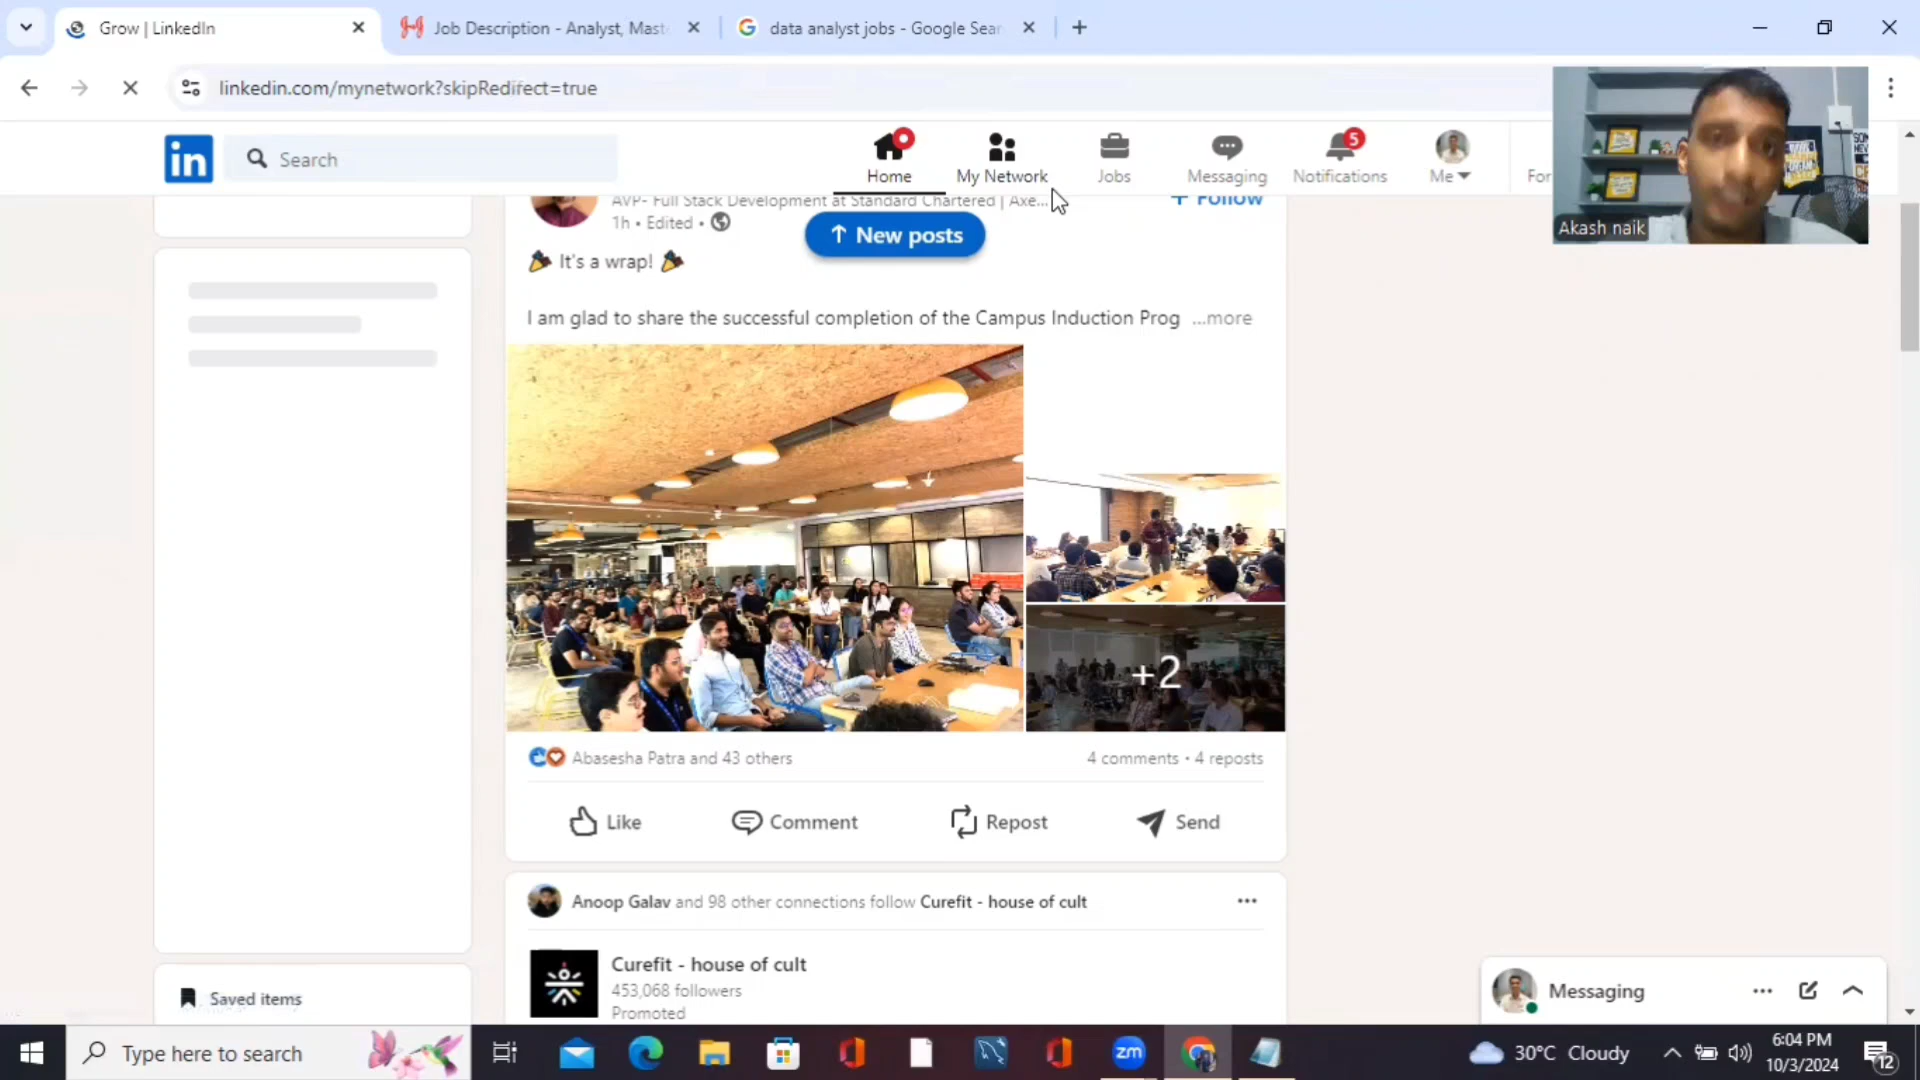 Grow | LinkedIn
Job Description - Analyst, Mast
data analyst jobs - Google Sear
linkedin.com/mynetwork?skipRedirect=true
in
Search
Home
My Network
Jobs
Messaging
5
Notifications
Me
For
Akash naik
AVP- Full Stack Development at Standard Chartered | Axe...
+ Follow
1h • Edited •
↑ New posts
It's a wrap!
I am glad to share the successful completion of the Campus Induction Prog ...more
+2
Abasesha Patra and 43 others
4 comments • 4 reposts
Like
Comment
Repost
Send
Anoop Galav and 98 other connections follow Curefit - house of cult
Curefit - house of cult
453,068 followers
Promoted
Saved items
Messaging
Type here to search
zm
30°C Cloudy
6:04 PM
10/3/2024
12